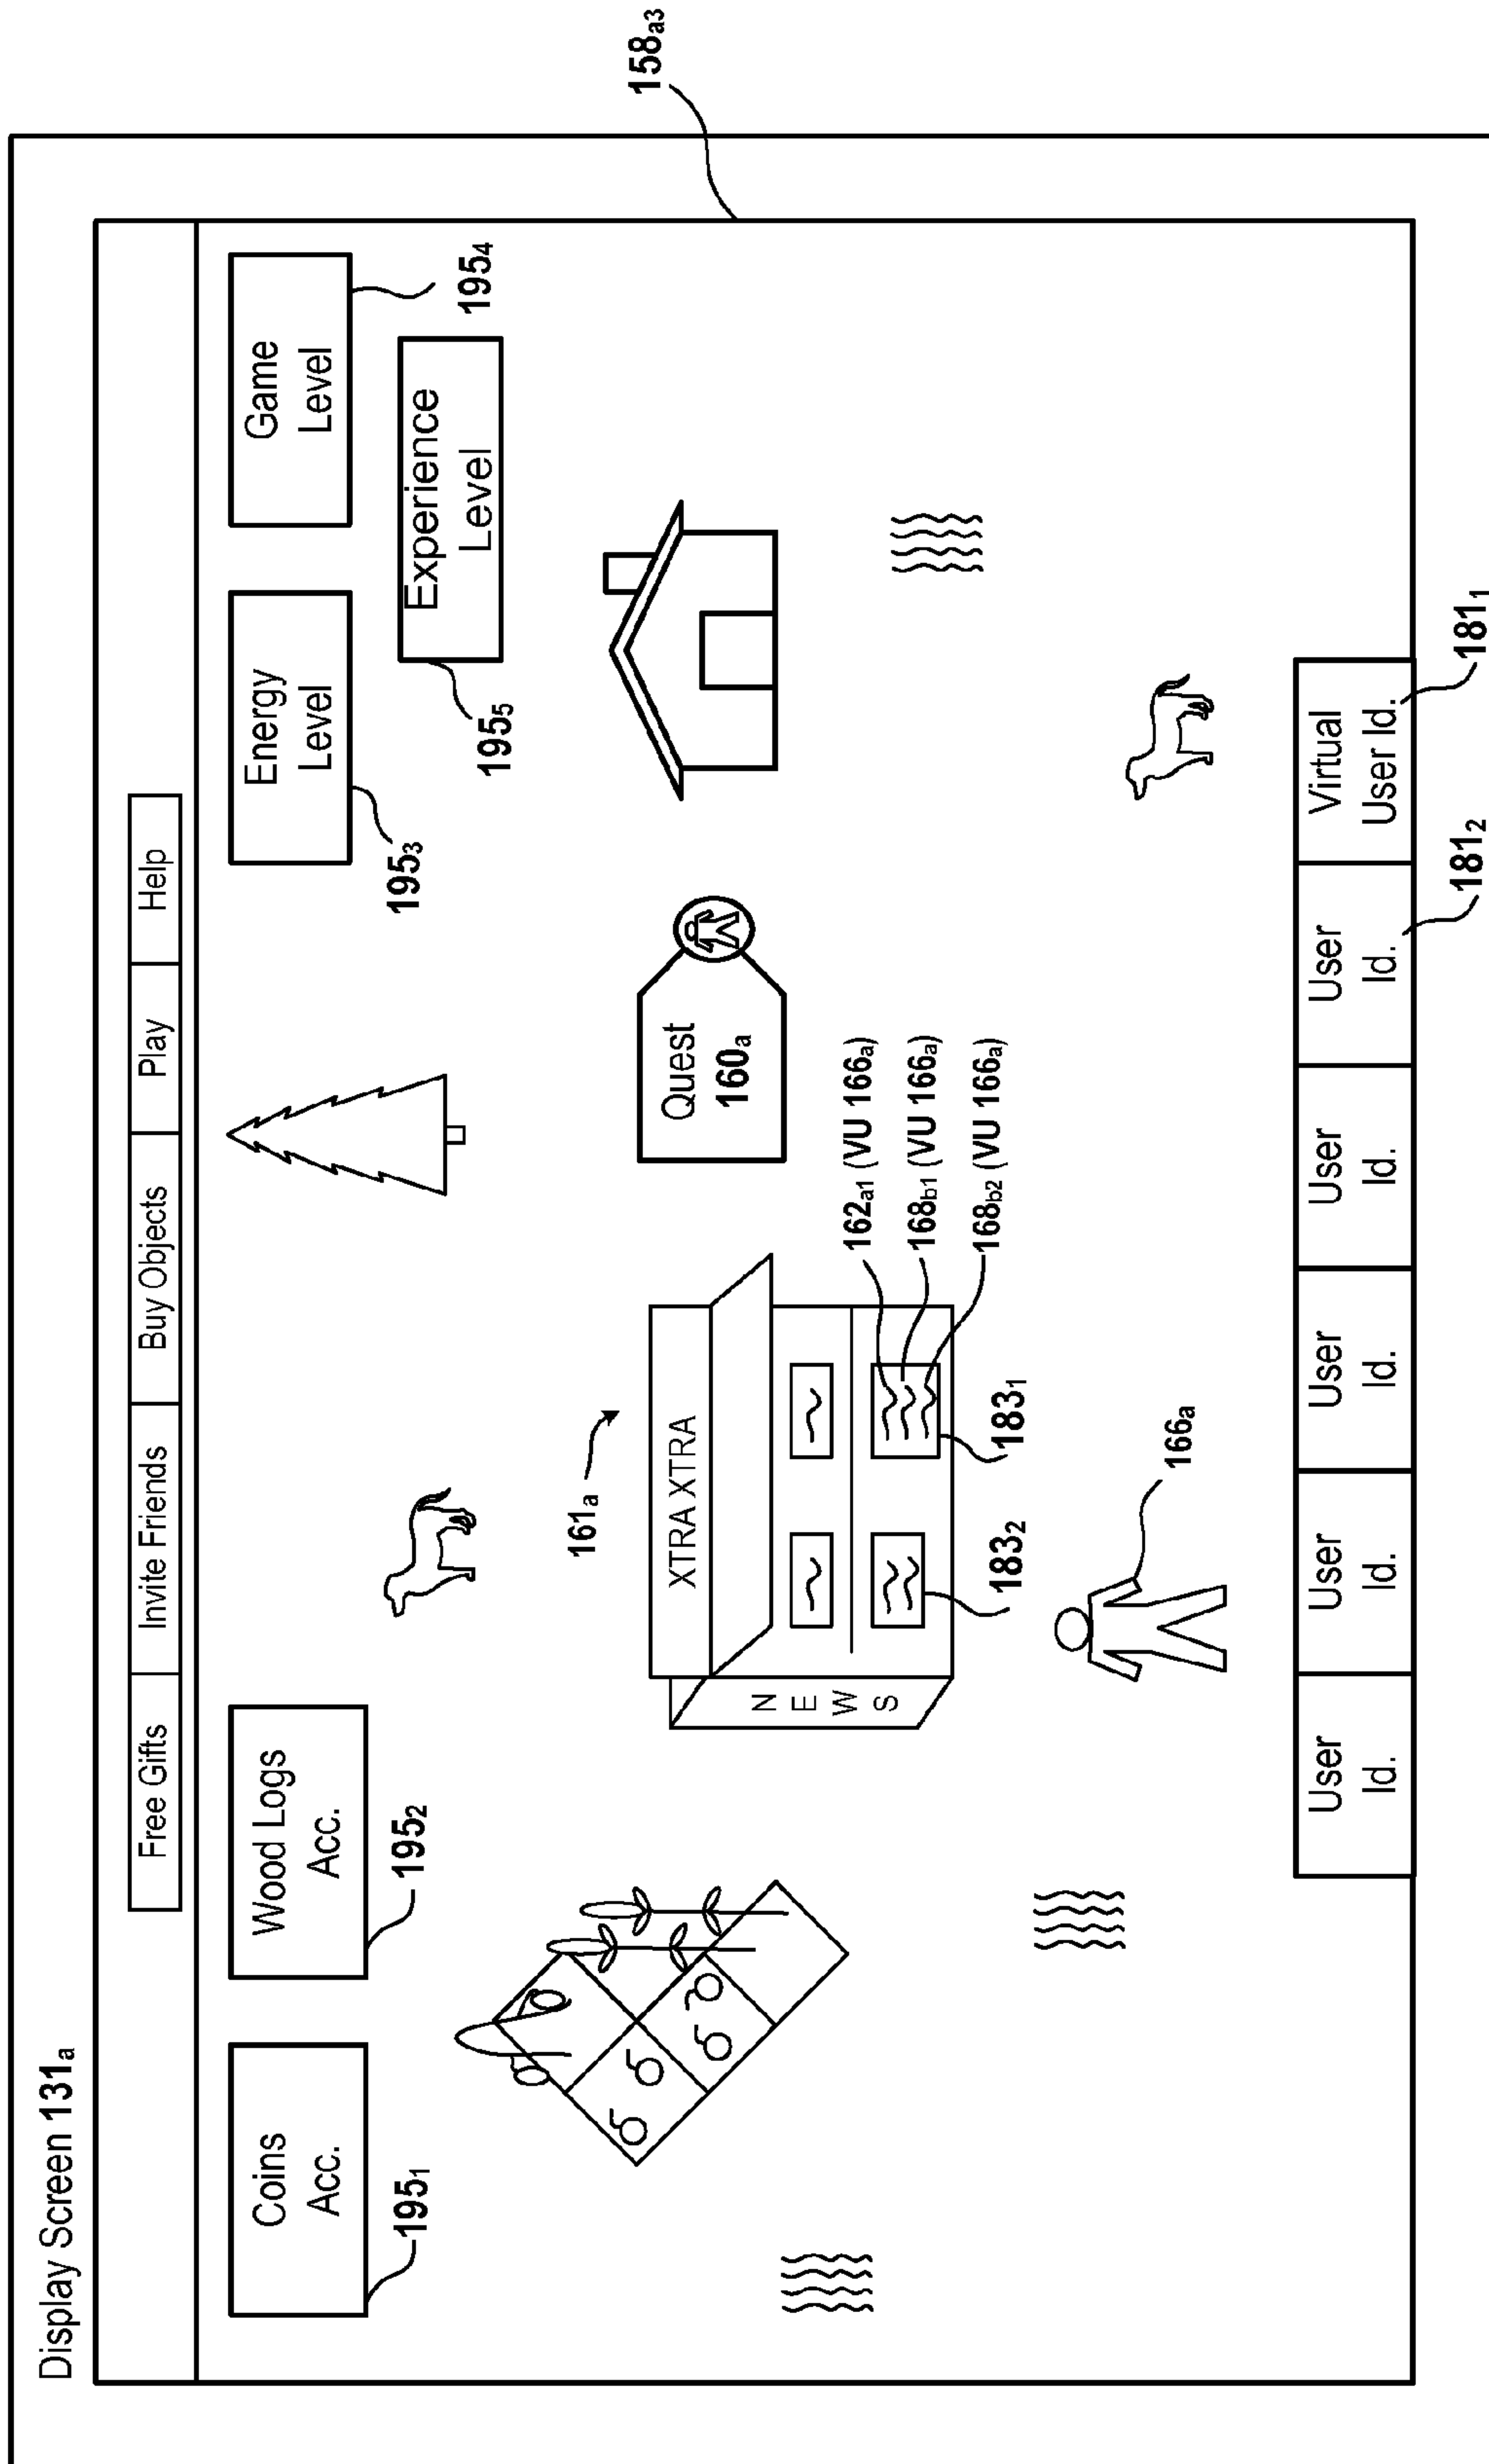 Display Screen 131a
158a3
Free Gifts
Invite Friends
Buy Objects
Play
Help
Coins
Acc.
195₁
Wood Logs
Acc.
195₂
Energy
Level
195₃
Game
Level
195₄
Experience
Level
195₅
161a
XTRA XTRA
N
E
W
S
Quest
160a
162a1 (VU 166a)
168b1 (VU 166a)
168b2 (VU 166a)
183₂
183₁
166a
User
Id.
User
Id.
User
Id.
User
Id.
User
Id.
Virtual
User Id.
181₂
181₁